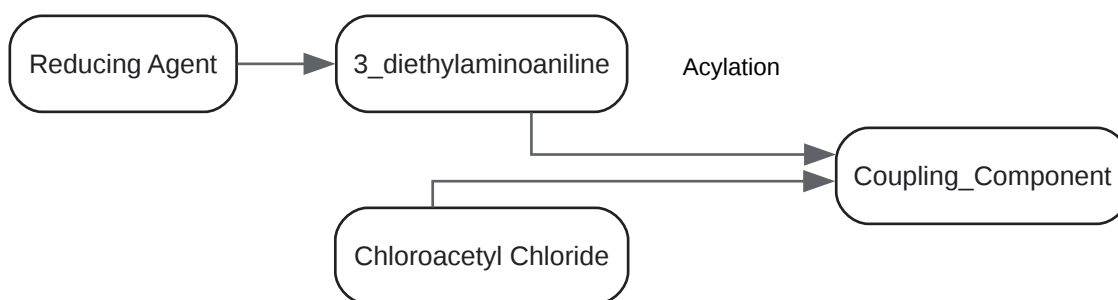 Reducing Agent
3_diethylaminoaniline
Acylation
Coupling_Component
Chloroacetyl Chloride